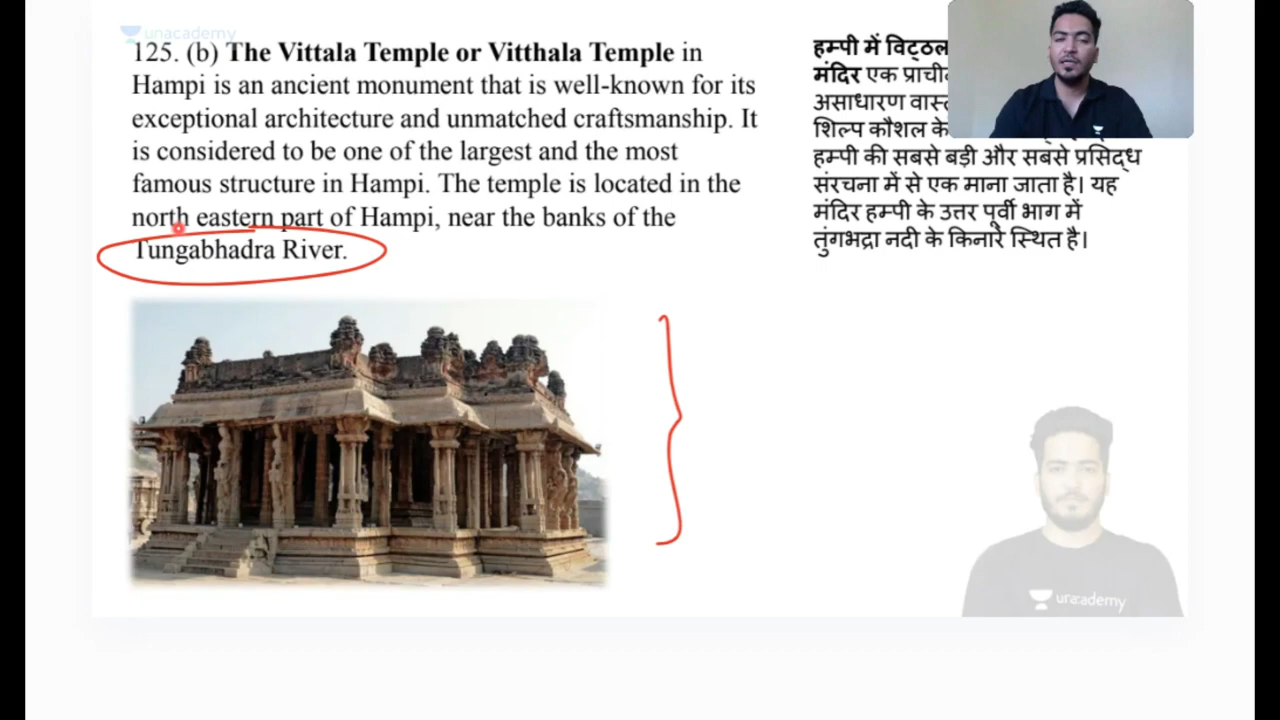 unacademy
125. (b) The Vittala Temple or Vitthala Temple in
Hampi is an ancient monument that is well-known for its
exceptional architecture and unmatched craftsmanship. It
is considered to be one of the largest and the most
famous structure in Hampi. The temple is located in the
north eastern part of Hampi, near the banks of the
Tungabhadra River.
हम्पी में विट्ठल
मंदिर एक
असाधारण
शिल्प कौशल के
हम्पी की सबसे बड़ी और सबसे प्रसिद्ध
संरचना में से एक माना जाता है। यह
मंदिर हम्पी के उत्तर पूर्वी भाग में
तुंगभद्रा नदी के किनारे स्थित है।
unacademy